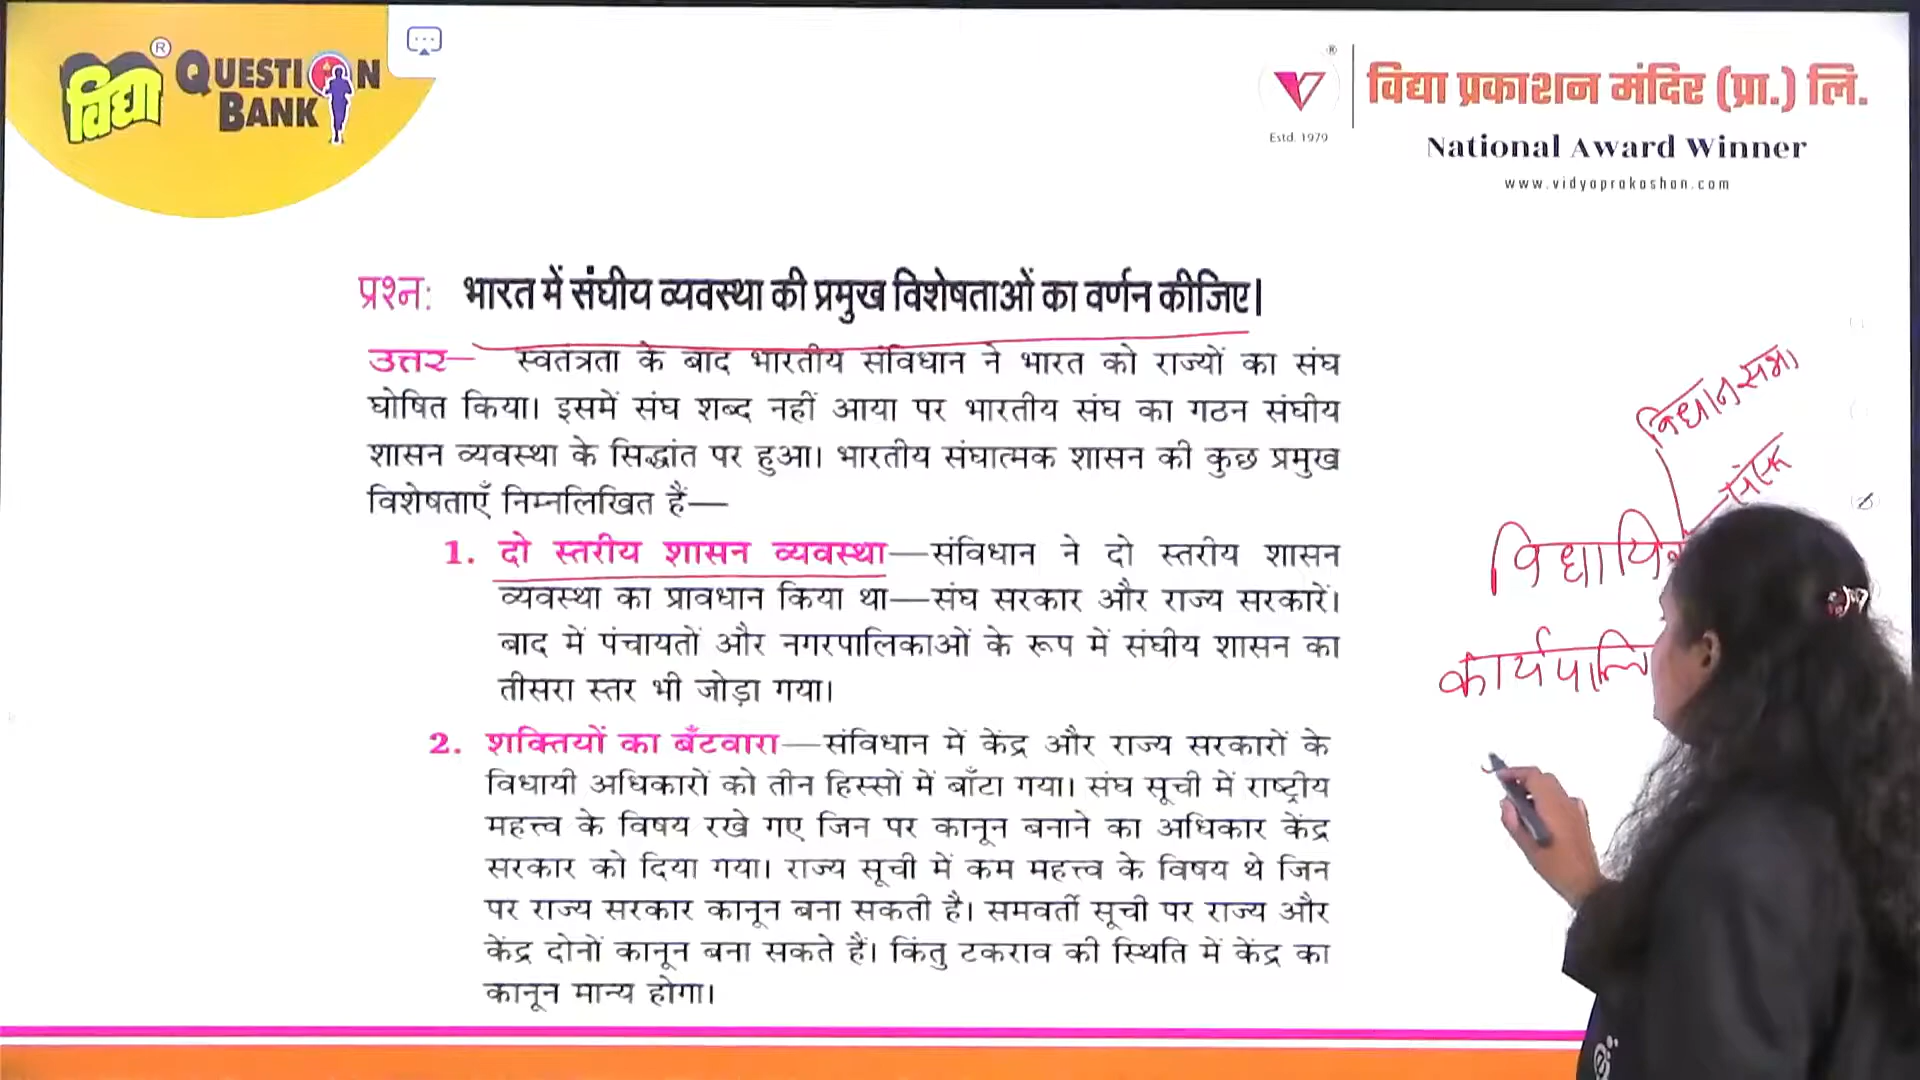 विद्या
®
QUESTION
BANK
®
Estd. 1979
विद्या प्रकाशन मंदिर (प्रा.) लि.
National Award Winner
www.vidyaprakashan.com
प्रश्न: भारत में संघीय व्यवस्था की प्रमुख विशेषताओं का वर्णन कीजिए।
उत्तर— स्वतंत्रता के बाद भारतीय संविधान ने भारत को राज्यों का संघ
घोषित किया। इसमें संघ शब्द नहीं आया पर भारतीय संघ का गठन संघीय
शासन व्यवस्था के सिद्धांत पर हुआ। भारतीय संघात्मक शासन की कुछ प्रमुख
विशेषताएँ निम्नलिखित हैं—
1. दो स्तरीय शासन व्यवस्था—संविधान ने दो स्तरीय शासन
व्यवस्था का प्रावधान किया था—संघ सरकार और राज्य सरकारें।
बाद में पंचायतों और नगरपालिकाओं के रूप में संघीय शासन का
तीसरा स्तर भी जोड़ा गया।
2. शक्तियों का बँटवारा—संविधान में केंद्र और राज्य सरकारों के
विधायी अधिकारों को तीन हिस्सों में बाँटा गया। संघ सूची में राष्ट्रीय
महत्त्व के विषय रखे गए जिन पर कानून बनाने का अधिकार केंद्र
सरकार को दिया गया। राज्य सूची में कम महत्त्व के विषय थे जिन
पर राज्य सरकार कानून बना सकती है। समवर्ती सूची पर राज्य और
केंद्र दोनों कानून बना सकते हैं। किंतु टकराव की स्थिति में केंद्र का
कानून मान्य होगा।
विधानसभा
विधायिक
कार्यपालि